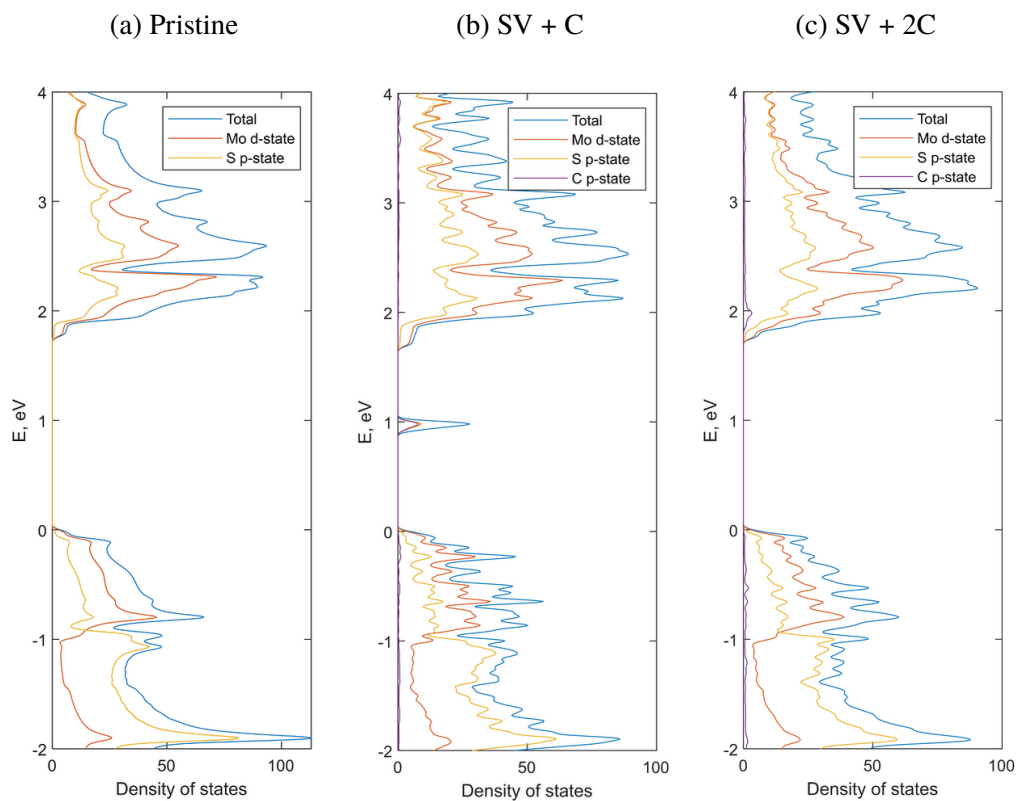 (a) Pristine
(b) SV + C
(c) SV + 2C
4
3
2
1
0
-1
-2
E, eV
0
50
100
Density of states
Total
Mo d-state
S p-state
4
3
2
1
0
-1
-2
E, eV
0
50
100
Density of states
Total
Mo d-state
S p-state
C p-state
4
3
2
1
0
-1
-2
E, eV
0
50
100
Density of states
Total
Mo d-state
S p-state
C p-state